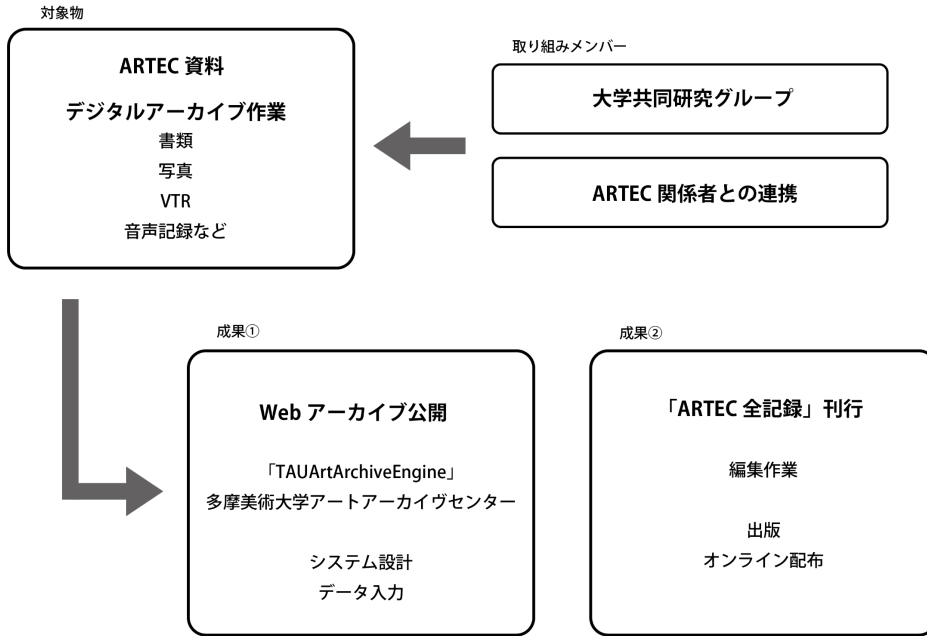 対象物
ARTEC 資料
デジタルアーカイブ作業
書類
写真
VTR
音声記録など
取り組みメンバー
大学共同研究グループ
ARTEC 関係者との連携
成果①
Web アーカイブ公開
「TAUArtArchiveEngine」
多摩美術大学アートアーカイヴセンター
システム設計
データ入力
成果②
「ARTEC 全記録」刊行
編集作業
出版
オンライン配布